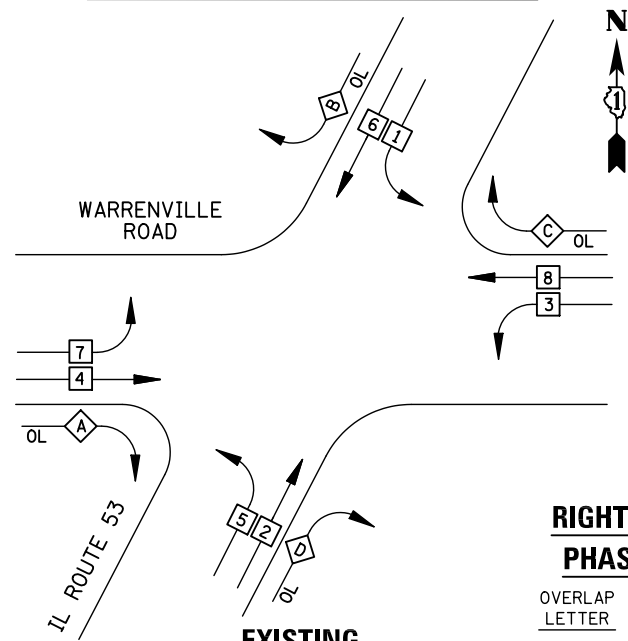 N
1
B
OL
6
1
WARRENVILLE
ROAD
C
OL
8
3
7
4
A
OL
5
2
D
OL
IL ROUTE 53
RIGHT
PHAS
OVERLAP
LETTER
EXISTING